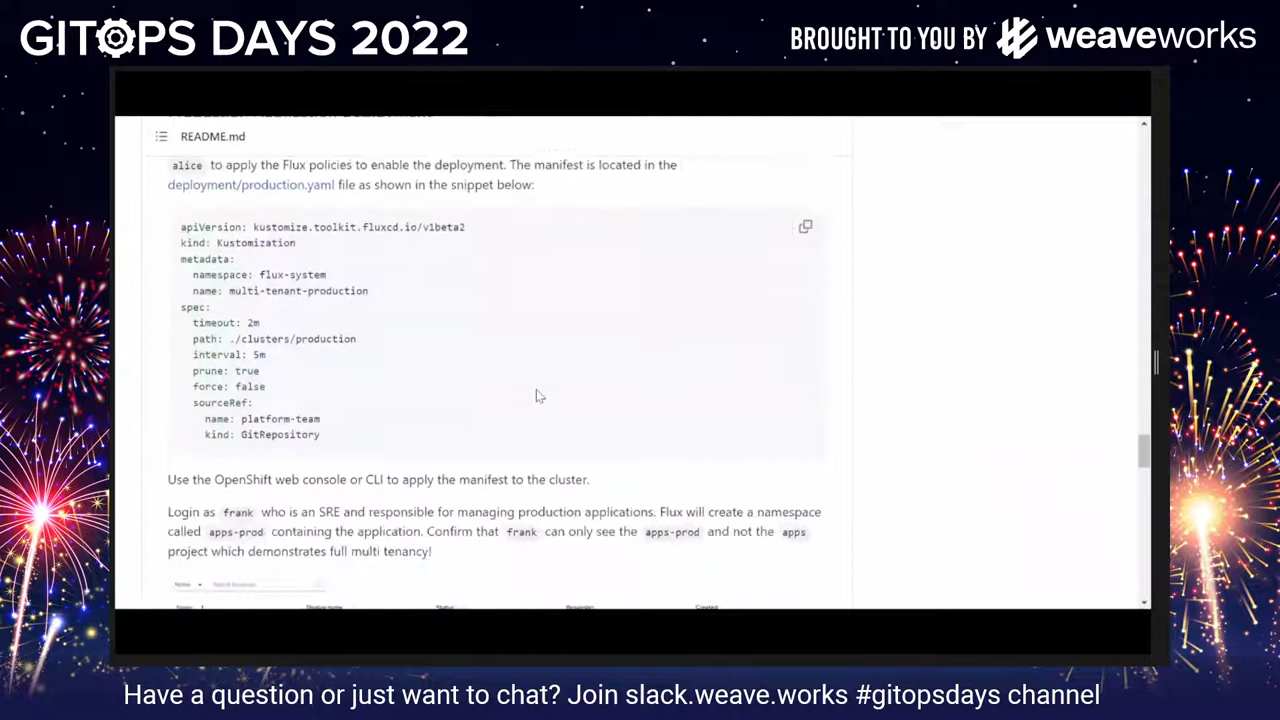 GITOPS DAYS 2022
BROUGHT TO YOU BY weaveworks
README.md
alice to apply the Flux policies to enable the deployment. The manifest is located in the
deployment/production.yaml file as shown in the snippet below:
apiVersion: kustomize.toolkit.fluxcd.io/v1beta2
kind: Kustomization
metadata:
namespace: flux-system
name: multi-tenant-production
spec:
timeout: 2m
path: ./clusters/production
interval: 5m
prune: true
force: false
sourceRef:
name: platform-team
kind: GitRepository
Use the OpenShift web console or CLI to apply the manifest to the cluster.
Login as frank who is an SRE and responsible for managing production applications. Flux will create a namespace
called apps-prod containing the application. Confirm that frank can only see the apps-prod and not the apps
project which demonstrates full multi tenancy!
Name
Have a question or just want to chat? Join slack.weave.works #gitopsdays channel